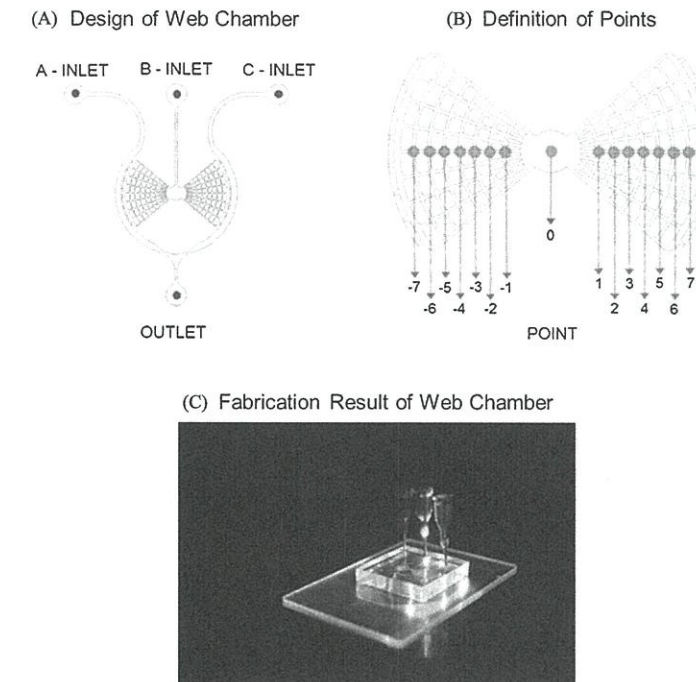 (A) Design of Web Chamber
(B) Definition of Points
A - INLET B - INLET C - INLET
OUTLET
0
-7 -5 -3 -1
-6 -4 -2
1 3 5 7
2 4 6
POINT
(C) Fabrication Result of Web Chamber